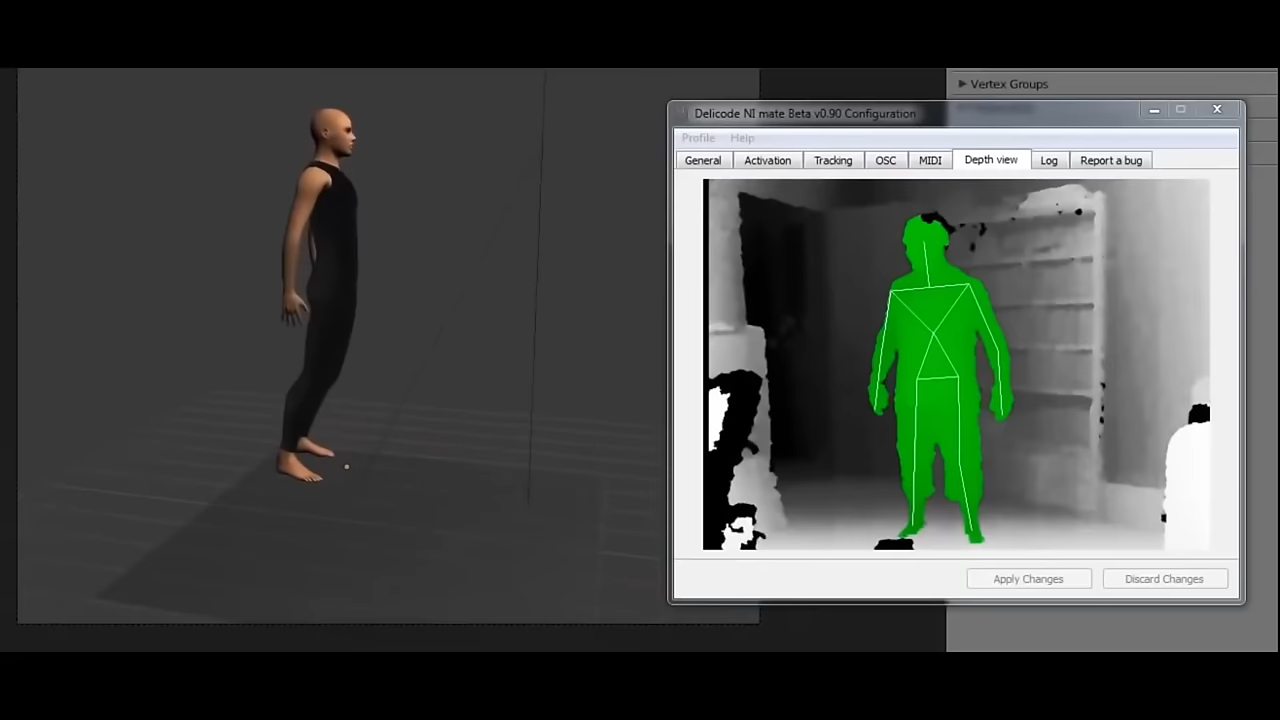 Vertex Groups
Delicode NI mate Beta v0.90 Configuration
Profile Help
General Activation Tracking OSC MIDI Depth view Log Report a bug
Apply Changes Discard Changes